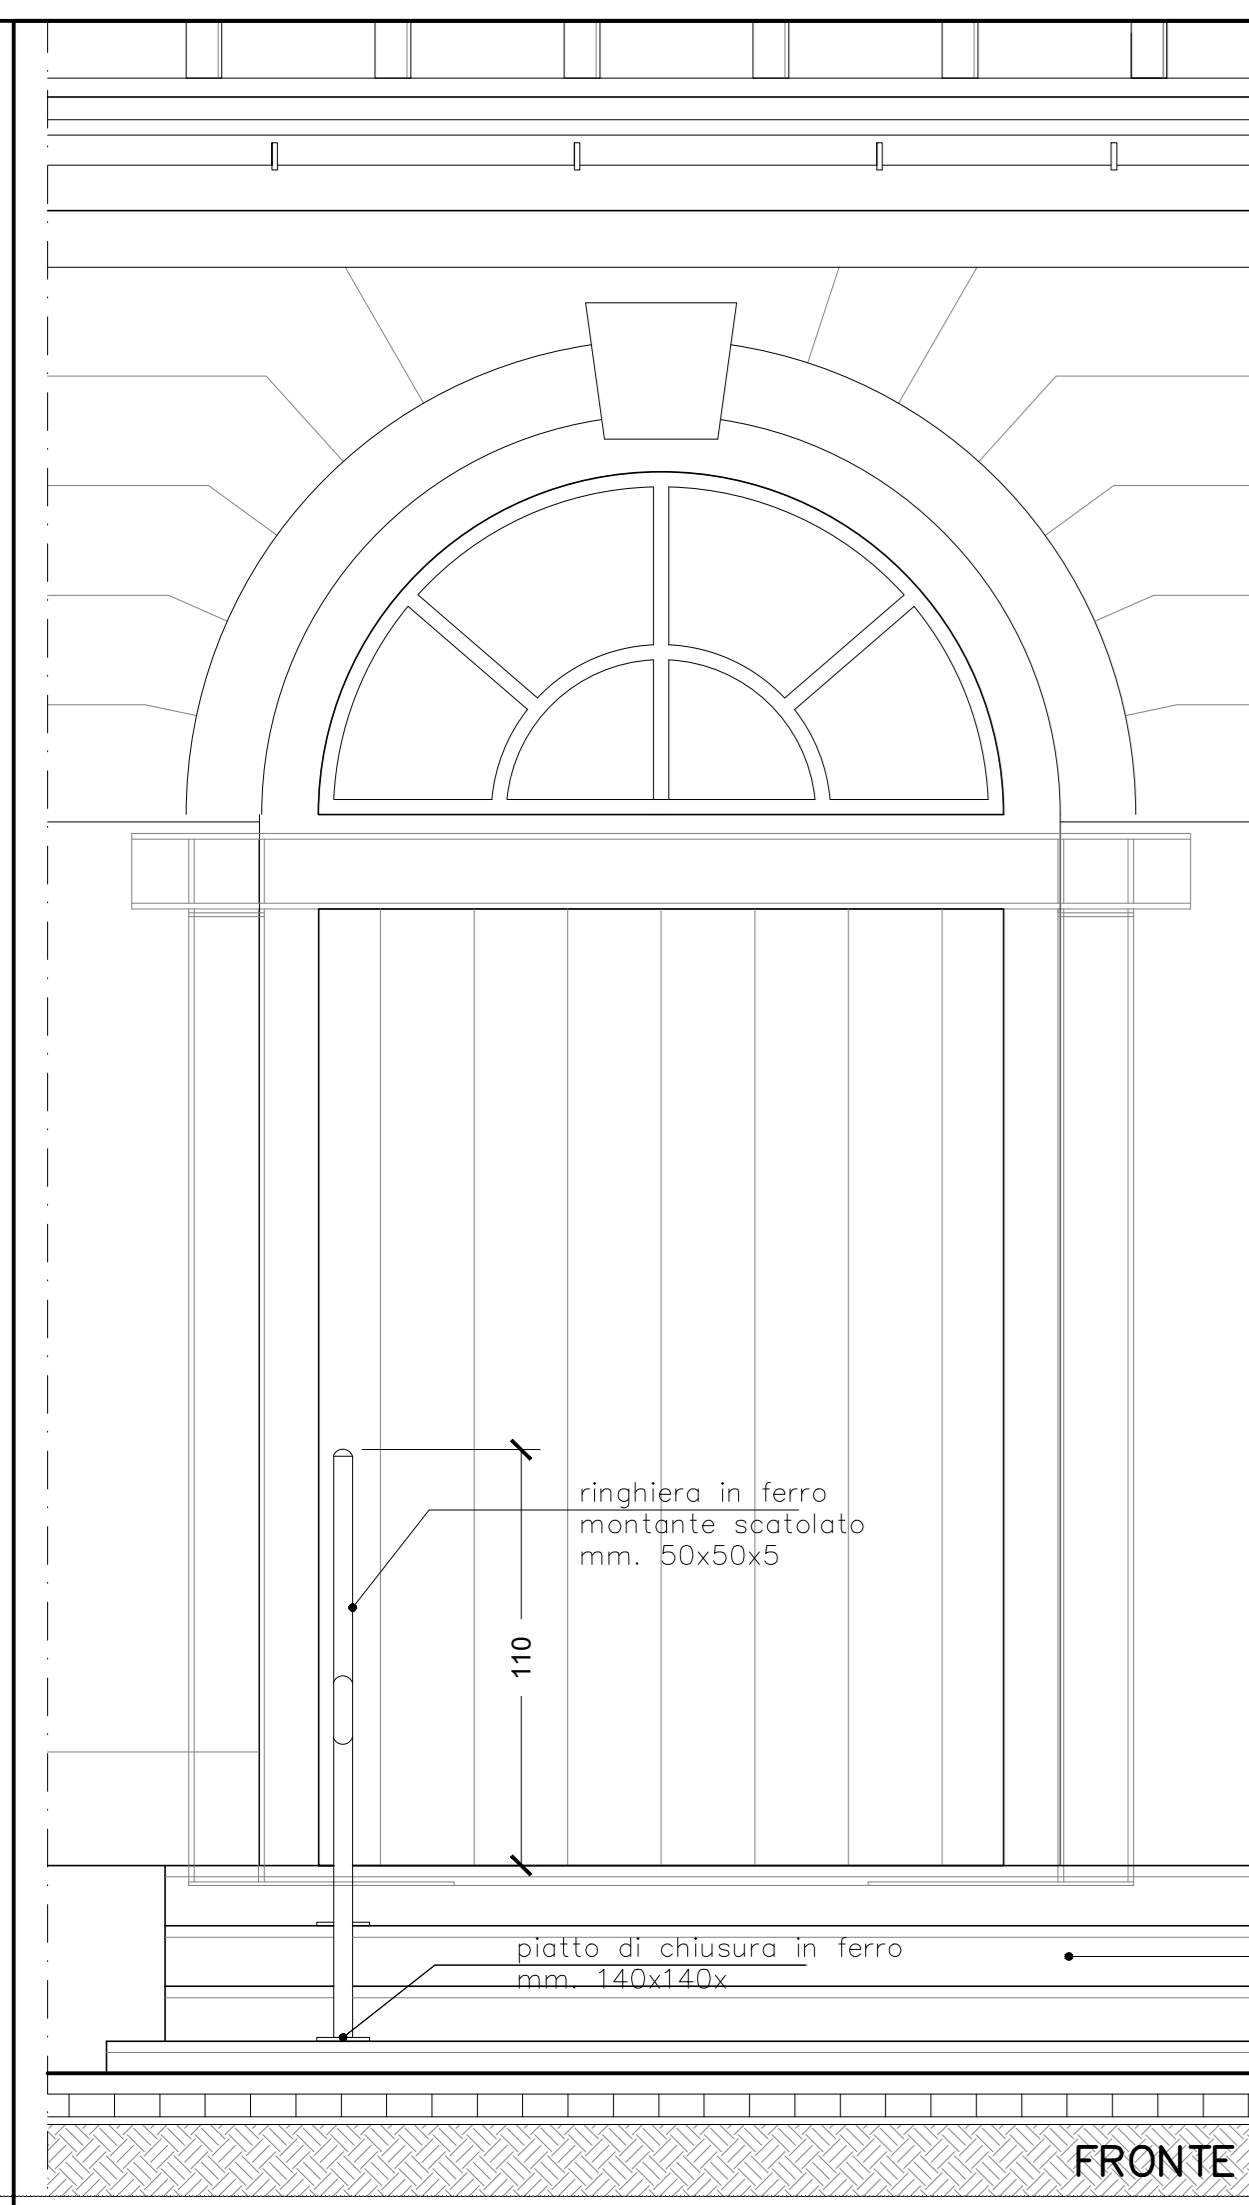 ringhiera in ferro
montante scatolato
mm. 50x50x5
110
piatto di chiusura in ferro
mm. 140x140x
FRONTE